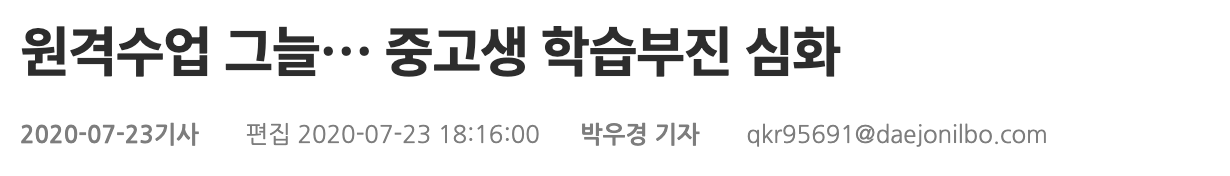 원격수업 그늘… 중고생 학습부진 심화
2020-07-23기사 편집 2020-07-23 18:16:00 박우경 기자 qkr95691@daejonilbo.com